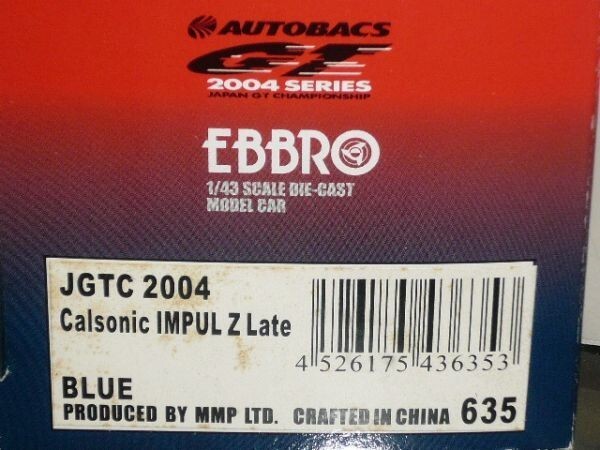 AUTOBACS
GT
2004 SERIES
JAPAN GT CHAMPIONSHIP
EBBRO
1/43 SCALE DIE-CAST
MODEL CAR
JGTC 2004
Calsonic IMPUL Z Late
4 526175 436353
BLUE
PRODUCED BY MMP LTD. CRAFTED IN CHINA 635